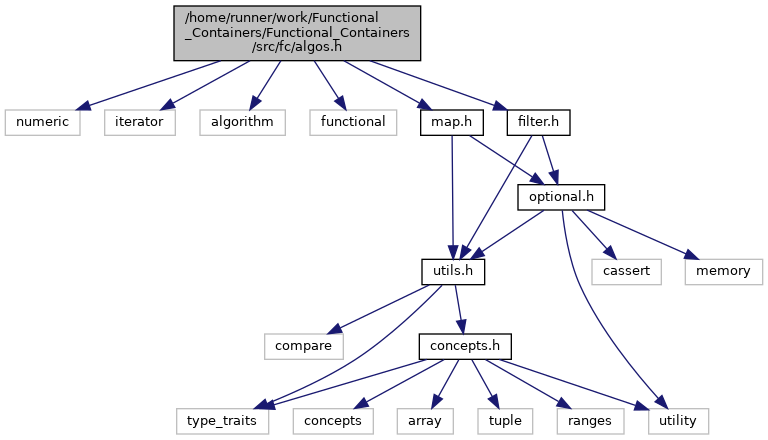 /home/runner/work/Functional
_Containers/Functional_Containers
/src/fc/algos.h
numeric
iterator
algorithm
functional
map.h
filter.h
optional.h
utils.h
cassert
memory
compare
concepts.h
type_traits
concepts
array
tuple
ranges
utility